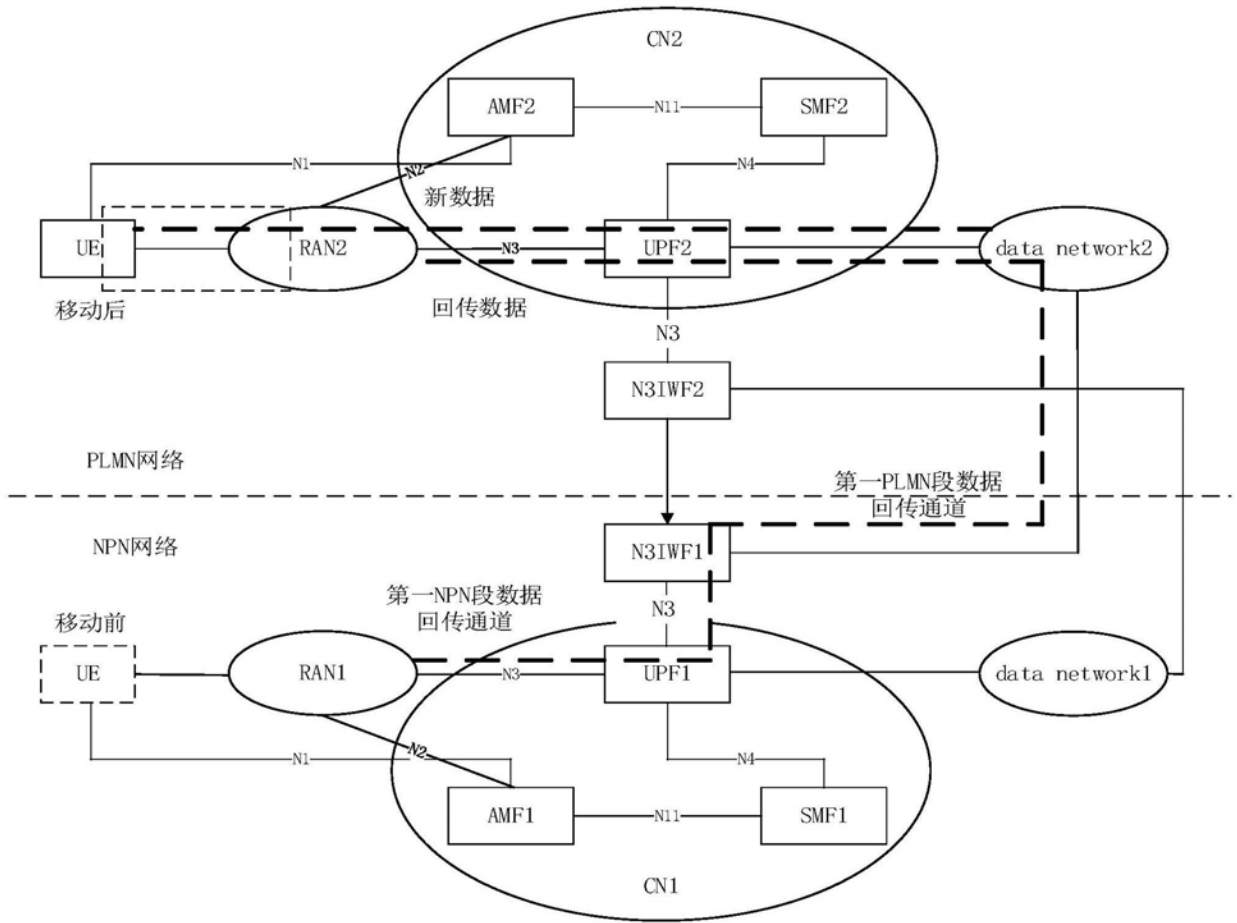 CN2
AMF2
N11
SMF2
N1
N2
N4
新数据
UE
RAN2
N3
UPF2
data network2
移动后
回传数据
N3
N3IWF2
PLMN网络
第一PLMN段数据
回传通道
NPN网络
N3IWF1
第一NPN段数据
回传通道
N3
移动前
UE
RAN1
N3
UPF1
data network1
N1
N2
N4
AMF1
N11
SMF1
CN1